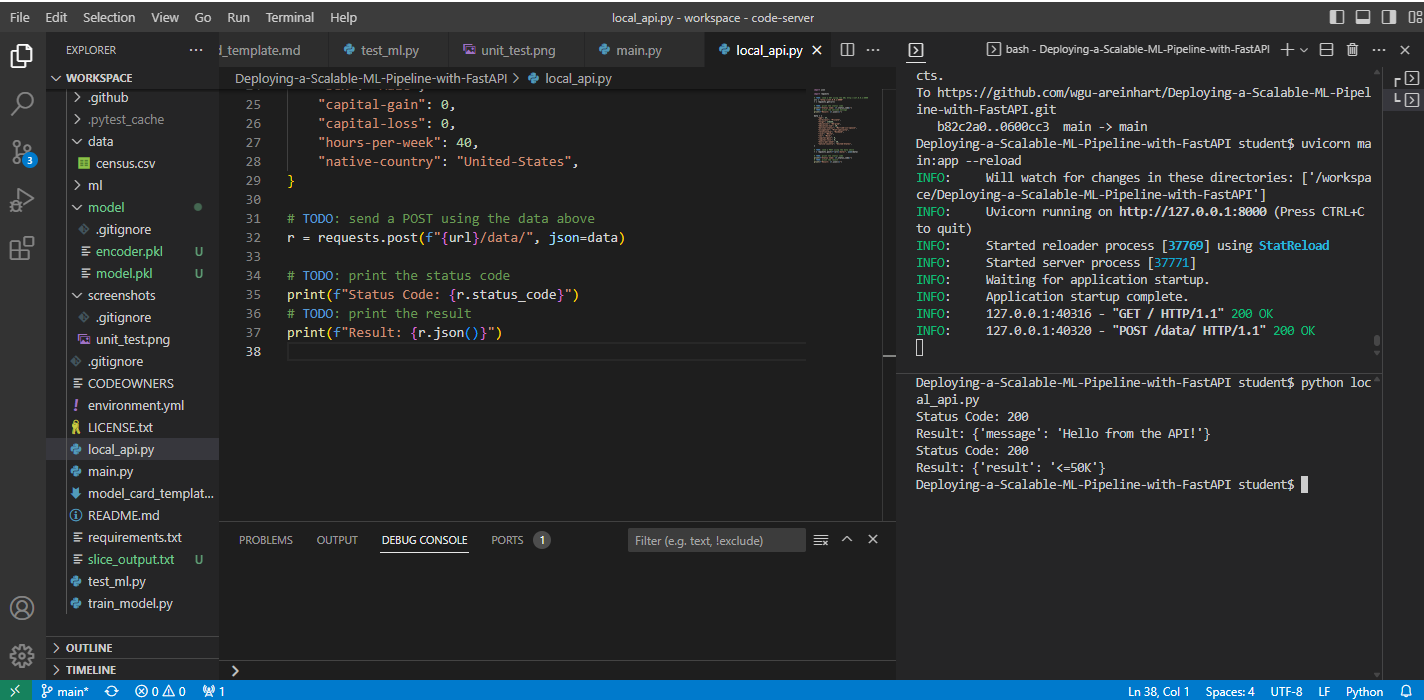 File Edit Selection View Go Run Terminal Help
local_api.py - workspace - code-server
EXPLORER
WORKSPACE
.github
.pytest_cache
data
census.csv
ml
model
.gitignore
encoder.pkl U
model.pkl U
screenshots
.gitignore
unit_test.png
.gitignore
CODEOWNERS
environment.yml
LICENSE.txt
local_api.py
main.py
model_card_templat...
README.md
requirements.txt
slice_output.txt U
test_ml.py
train_model.py
OUTLINE
TIMELINE
3
d_template.md test_ml.py unit_test.png main.py local_api.py
Deploying-a-Scalable-ML-Pipeline-with-FastAPI > local_api.py
25 "capital-gain": 0,
26 "capital-loss": 0,
27 "hours-per-week": 40,
28 "native-country": "United-States",
29 }
30
31 # TODO: send a POST using the data above
32 r = requests.post(f"{url}/data/", json=data)
33
34 # TODO: print the status code
35 print(f"Status Code: {r.status_code}")
36 # TODO: print the result
37 print(f"Result: {r.json()}")
38
PROBLEMS OUTPUT DEBUG CONSOLE PORTS 1
Filter (e.g. text, !exclude)
bash - Deploying-a-Scalable-ML-Pipeline-with-FastAPI
cts.
To https://github.com/wgu-areinhart/Deploying-a-Scalable-ML-Pipel
ine-with-FastAPI.git
b82c2a0..0600cc3 main -> main
Deploying-a-Scalable-ML-Pipeline-with-FastAPI student$ uvicorn ma
in:app --reload
INFO: Will watch for changes in these directories: ['/workspa
ce/Deploying-a-Scalable-ML-Pipeline-with-FastAPI']
INFO: Uvicorn running on http://127.0.0.1:8000 (Press CTRL+C
to quit)
INFO: Started reloader process [37769] using StatReload
INFO: Started server process [37771]
INFO: Waiting for application startup.
INFO: Application startup complete.
INFO: 127.0.0.1:40316 - "GET / HTTP/1.1" 200 OK
INFO: 127.0.0.1:40320 - "POST /data/ HTTP/1.1" 200 OK
Deploying-a-Scalable-ML-Pipeline-with-FastAPI student$ python loc
al_api.py
Status Code: 200
Result: {'message': 'Hello from the API!'}
Status Code: 200
Result: {'result': '<=50K'}
Deploying-a-Scalable-ML-Pipeline-with-FastAPI student$
main* 0 0 1
Ln 38, Col 1 Spaces: 4 UTF-8 LF Python